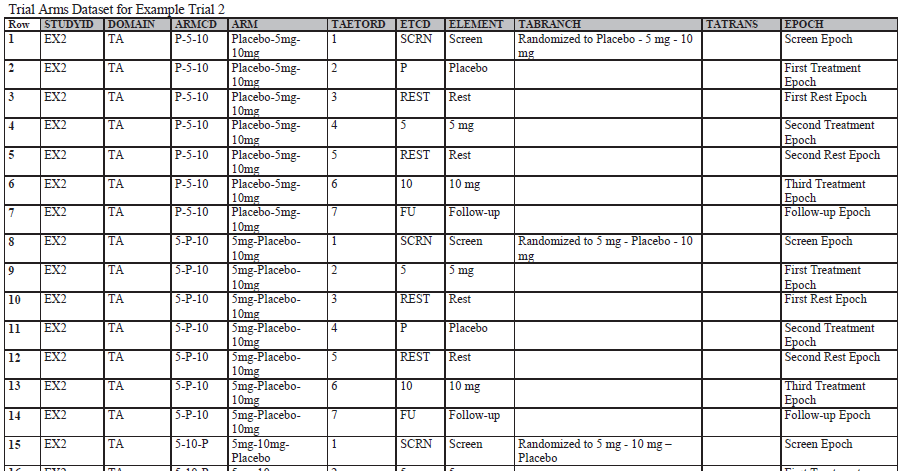 Trial Arms Dataset for Example Trial 2
Row STUDYID DOMAIN ARMCD ARM TAETORD ETCD ELEMENT TABRANCH TATRANS EPOCH
1 EX2 TA P-5-10 Placebo-5mg- 1 SCRN Screen Randomized to Placebo - 5 mg - 10 Screen Epoch
10mg mg
2 EX2 TA P-5-10 Placebo-5mg- 2 P Placebo First Treatment
10mg Epoch
3 EX2 TA P-5-10 Placebo-5mg- 3 REST Rest First Rest Epoch
10mg
4 EX2 TA P-5-10 Placebo-5mg- 4 5 5 mg Second Treatment
10mg Epoch
5 EX2 TA P-5-10 Placebo-5mg- 5 REST Rest Second Rest Epoch
10mg
6 EX2 TA P-5-10 Placebo-5mg- 6 10 10 mg Third Treatment
10mg Epoch
7 EX2 TA P-5-10 Placebo-5mg- 7 FU Follow-up Follow-up Epoch
10mg
8 EX2 TA 5-P-10 5mg-Placebo- 1 SCRN Screen Randomized to 5 mg - Placebo - 10 Screen Epoch
10mg mg
9 EX2 TA 5-P-10 5mg-Placebo- 2 5 5 mg First Treatment
10mg Epoch
10 EX2 TA 5-P-10 5mg-Placebo- 3 REST Rest First Rest Epoch
10mg
11 EX2 TA 5-P-10 5mg-Placebo- 4 P Placebo Second Treatment
10mg Epoch
12 EX2 TA 5-P-10 5mg-Placebo- 5 REST Rest Second Rest Epoch
10mg
13 EX2 TA 5-P-10 5mg-Placebo- 6 10 10 mg Third Treatment
10mg Epoch
14 EX2 TA 5-P-10 5mg-Placebo- 7 FU Follow-up Follow-up Epoch
10mg
15 EX2 TA 5-10-P 5mg-10mg- 1 SCRN Screen Randomized to 5 mg - 10 mg – Screen Epoch
Placebo Placebo